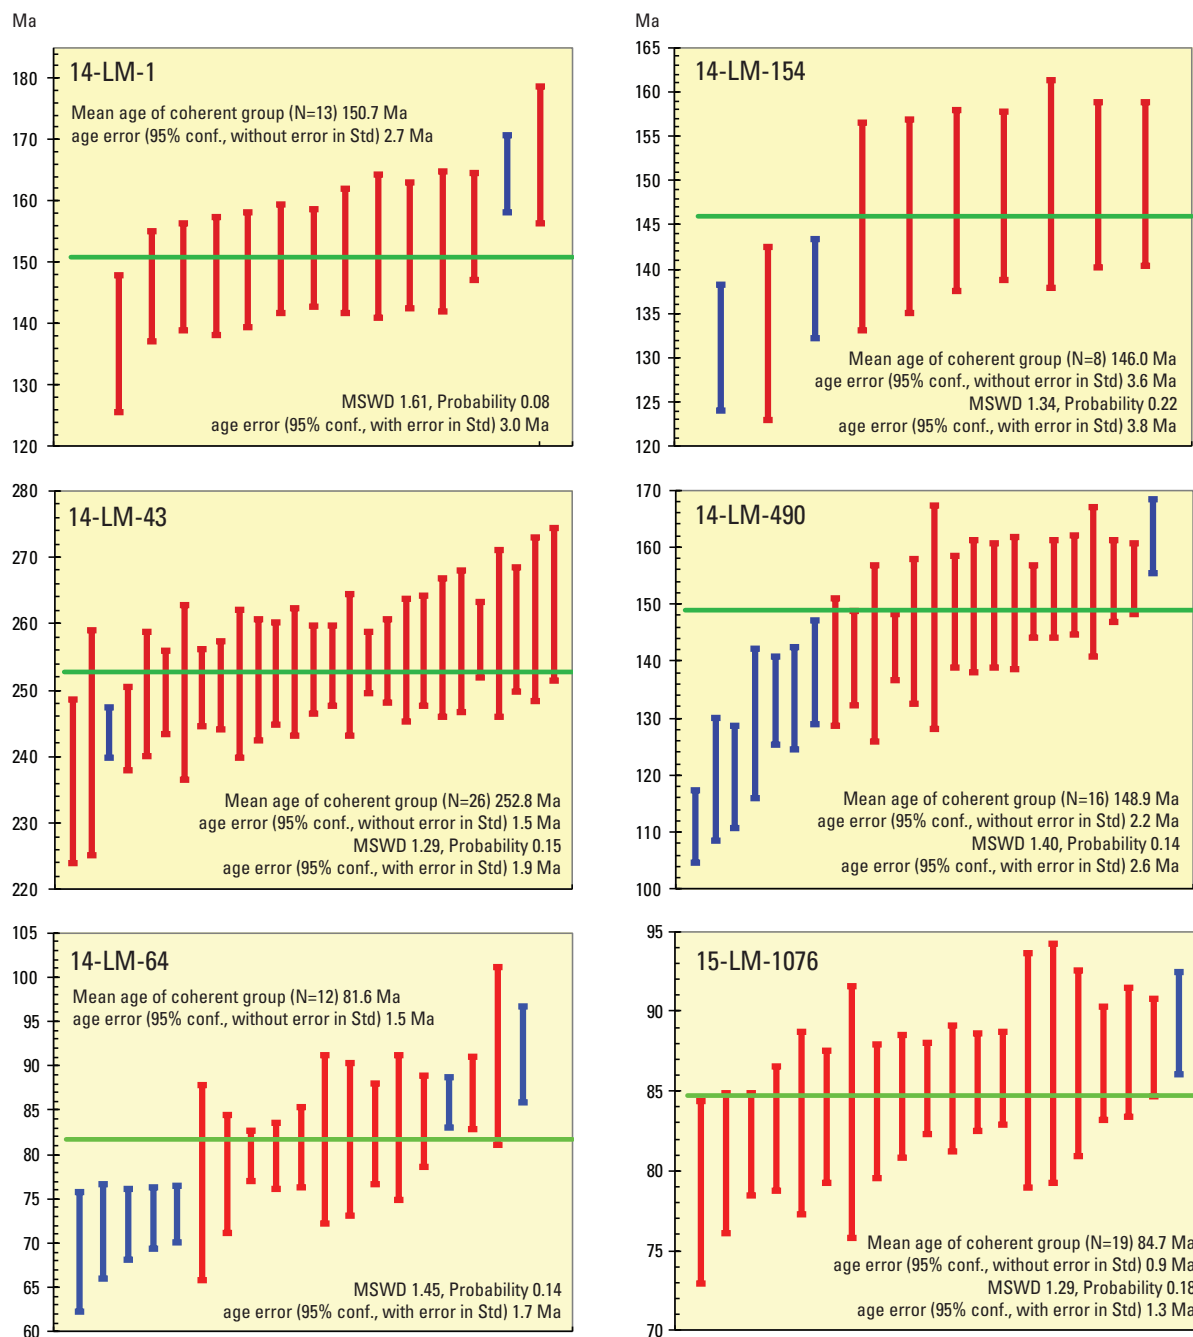 Ma
14-LM-1
Mean age of coherent group (N=13) 150.7 Ma
age error (95% conf., without error in Std) 2.7 Ma
MSWD 1.61, Probability 0.08
age error (95% conf., with error in Std) 3.0 Ma
180
170
160
150
140
130
120
Ma
14-LM-154
Mean age of coherent group (N=8) 146.0 Ma
age error (95% conf., without error in Std) 3.6 Ma
MSWD 1.34, Probability 0.22
age error (95% conf., with error in Std) 3.8 Ma
165
160
155
150
145
140
135
130
125
120
14-LM-43
Mean age of coherent group (N=26) 252.8 Ma
age error (95% conf., without error in Std) 1.5 Ma
MSWD 1.29, Probability 0.15
age error (95% conf., with error in Std) 1.9 Ma
280
270
260
250
240
230
220
14-LM-490
Mean age of coherent group (N=16) 148.9 Ma
age error (95% conf., without error in Std) 2.2 Ma
MSWD 1.40, Probability 0.14
age error (95% conf., with error in Std) 2.6 Ma
170
160
150
140
130
120
110
100
14-LM-64
Mean age of coherent group (N=12) 81.6 Ma
age error (95% conf., without error in Std) 1.5 Ma
MSWD 1.45, Probability 0.14
age error (95% conf., with error in Std) 1.7 Ma
105
100
95
90
85
80
75
70
65
60
15-LM-1076
Mean age of coherent group (N=19) 84.7 Ma
age error (95% conf., without error in Std) 0.9 Ma
MSWD 1.29, Probability 0.18
age error (95% conf., with error in Std) 1.3 Ma
95
90
85
80
75
70